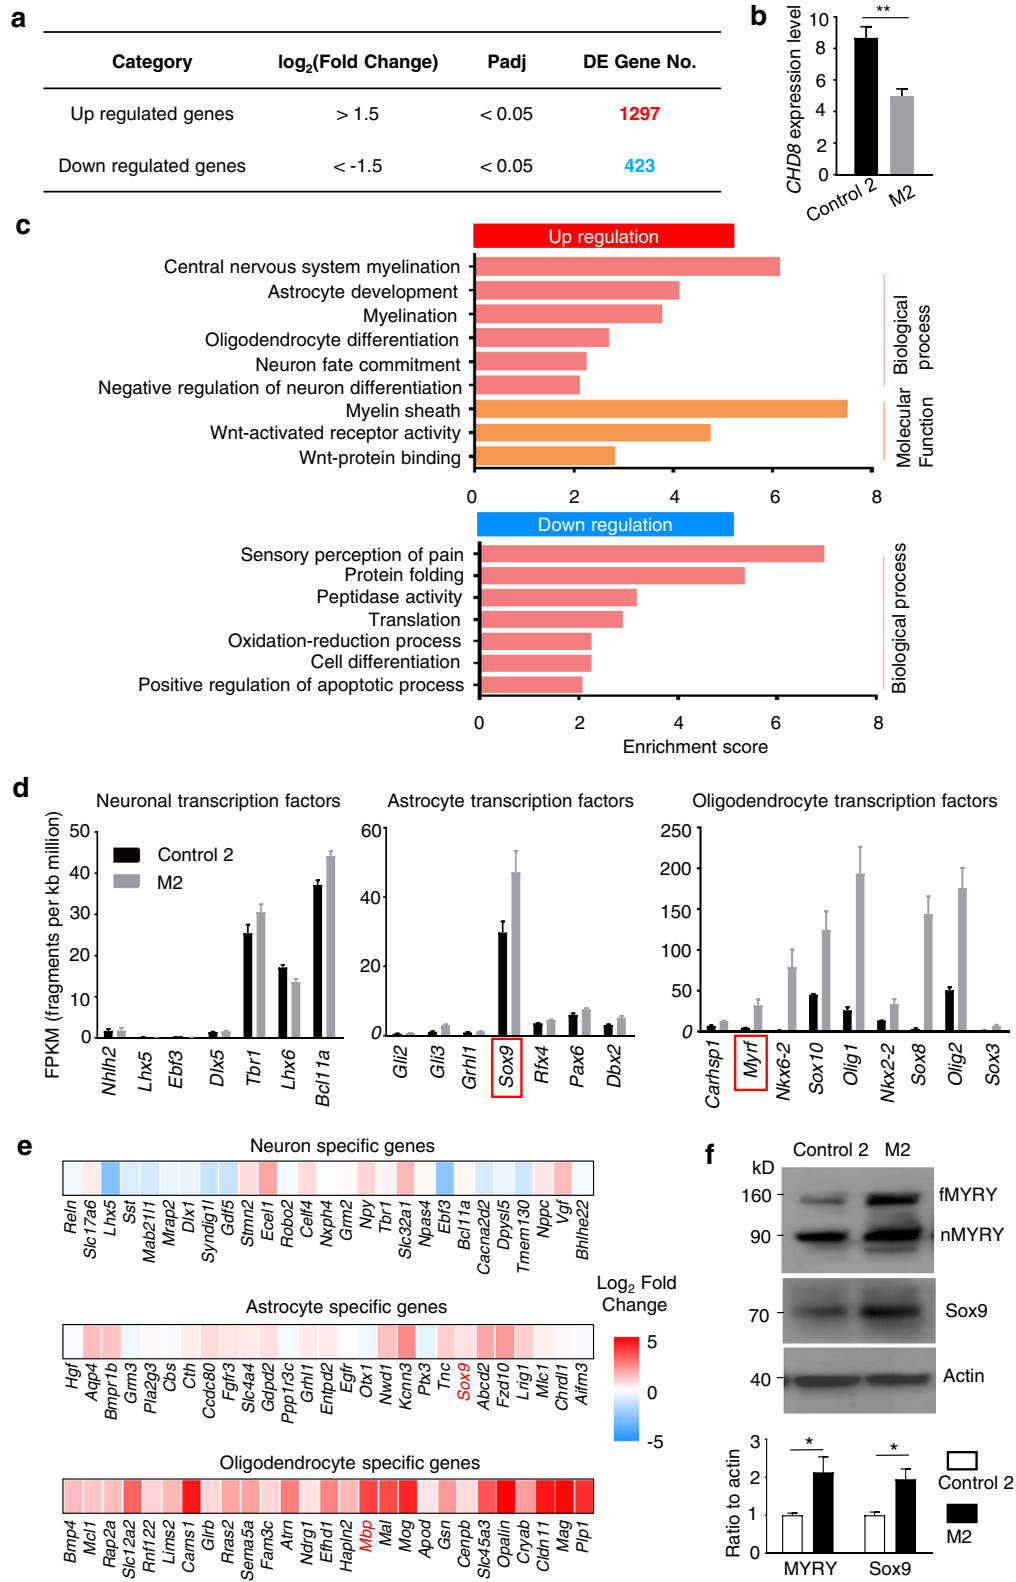 a
Category log2(Fold Change) Padj DE Gene No.
Up regulated genes > 1.5 < 0.05 1297
Down regulated genes < -1.5 < 0.05 423
b
CHD8 expression level
10
8
6
4
2
0
**
Control 2 M2
c
Up regulation
Central nervous system myelination
Astrocyte development
Myelination
Oligodendrocyte differentiation
Neuron fate commitment
Negative regulation of neuron differentiation
Myelin sheath
Wnt-activated receptor activity
Wnt-protein binding
Biological process
Molecular Function
0 2 4 6 8
Down regulation
Sensory perception of pain
Protein folding
Peptidase activity
Translation
Oxidation-reduction process
Cell differentiation
Positive regulation of apoptotic process
Biological process
0 2 4 6 8
Enrichment score
d
Neuronal transcription factors
FPKM (fragments per kb million)
50
40
30
20
10
0
Control 2
M2
Nhlh2 Lhx5 Ebf3 Dlx5 Tbr1 Lhx6 Bcl11a
Astrocyte transcription factors
60
40
20
0
Gli2 Gli3 Grhl1 Sox9 Rfx4 Pax6 Dbx2
Oligodendrocyte transcription factors
250
200
150
100
50
0
Carhsp1 Myrf Nkx6-2 Sox10 Olig1 Nkx2-2 Sox8 Olig2 Sox3
e
Neuron specific genes
Reln Slc17a6 Lhx5 Sst Mab21l1 Mrap2 Dlx1 Syndig1l Gdf5 Stmn2 Ecel1 Robo2 Celf4 Nxph4 Grm2 Npy Tbr1 Slc32a1 Npas4 Ebf3 Bcl11a Cacna2d2 Dpysl5 Tmem130 Nppc Vgf Bhlhe22
Astrocyte specific genes
Hgf Aqp4 Bmpr1b Grm3 Pla2g3 Cbs Cth Ccdc80 Fgfr3 Slc4a4 Gdpd2 Ppp1r3c Grhl1 Entpd2 Egfr Otx1 Nwd1 Kcnn3 Ptx3 Tnc Sox9 Abcd2 Fzd10 Lrig1 Mlc1 Chrdl1 Aifm3
Oligodendrocyte specific genes
Bmp4 Mcl1 Rap2a Slc12a2 Rnf122 Lims2 Cams1 Glrb Rras2 Sema5a Fam3c Atrn Ndrg1 Efhd1 Hapln2 Mbp Mal Mog Apod Gsn Cenpb Slc45a3 Opalin Cryab Cldn11 Mag Plp1
Log2 Fold
Change
5
0
-5
f
Control 2 M2
kD
160 fMYRY
90 nMYRY
70 Sox9
40 Actin
Ratio to actin
3
2
1
0
* *
MYRY Sox9
Control 2
M2